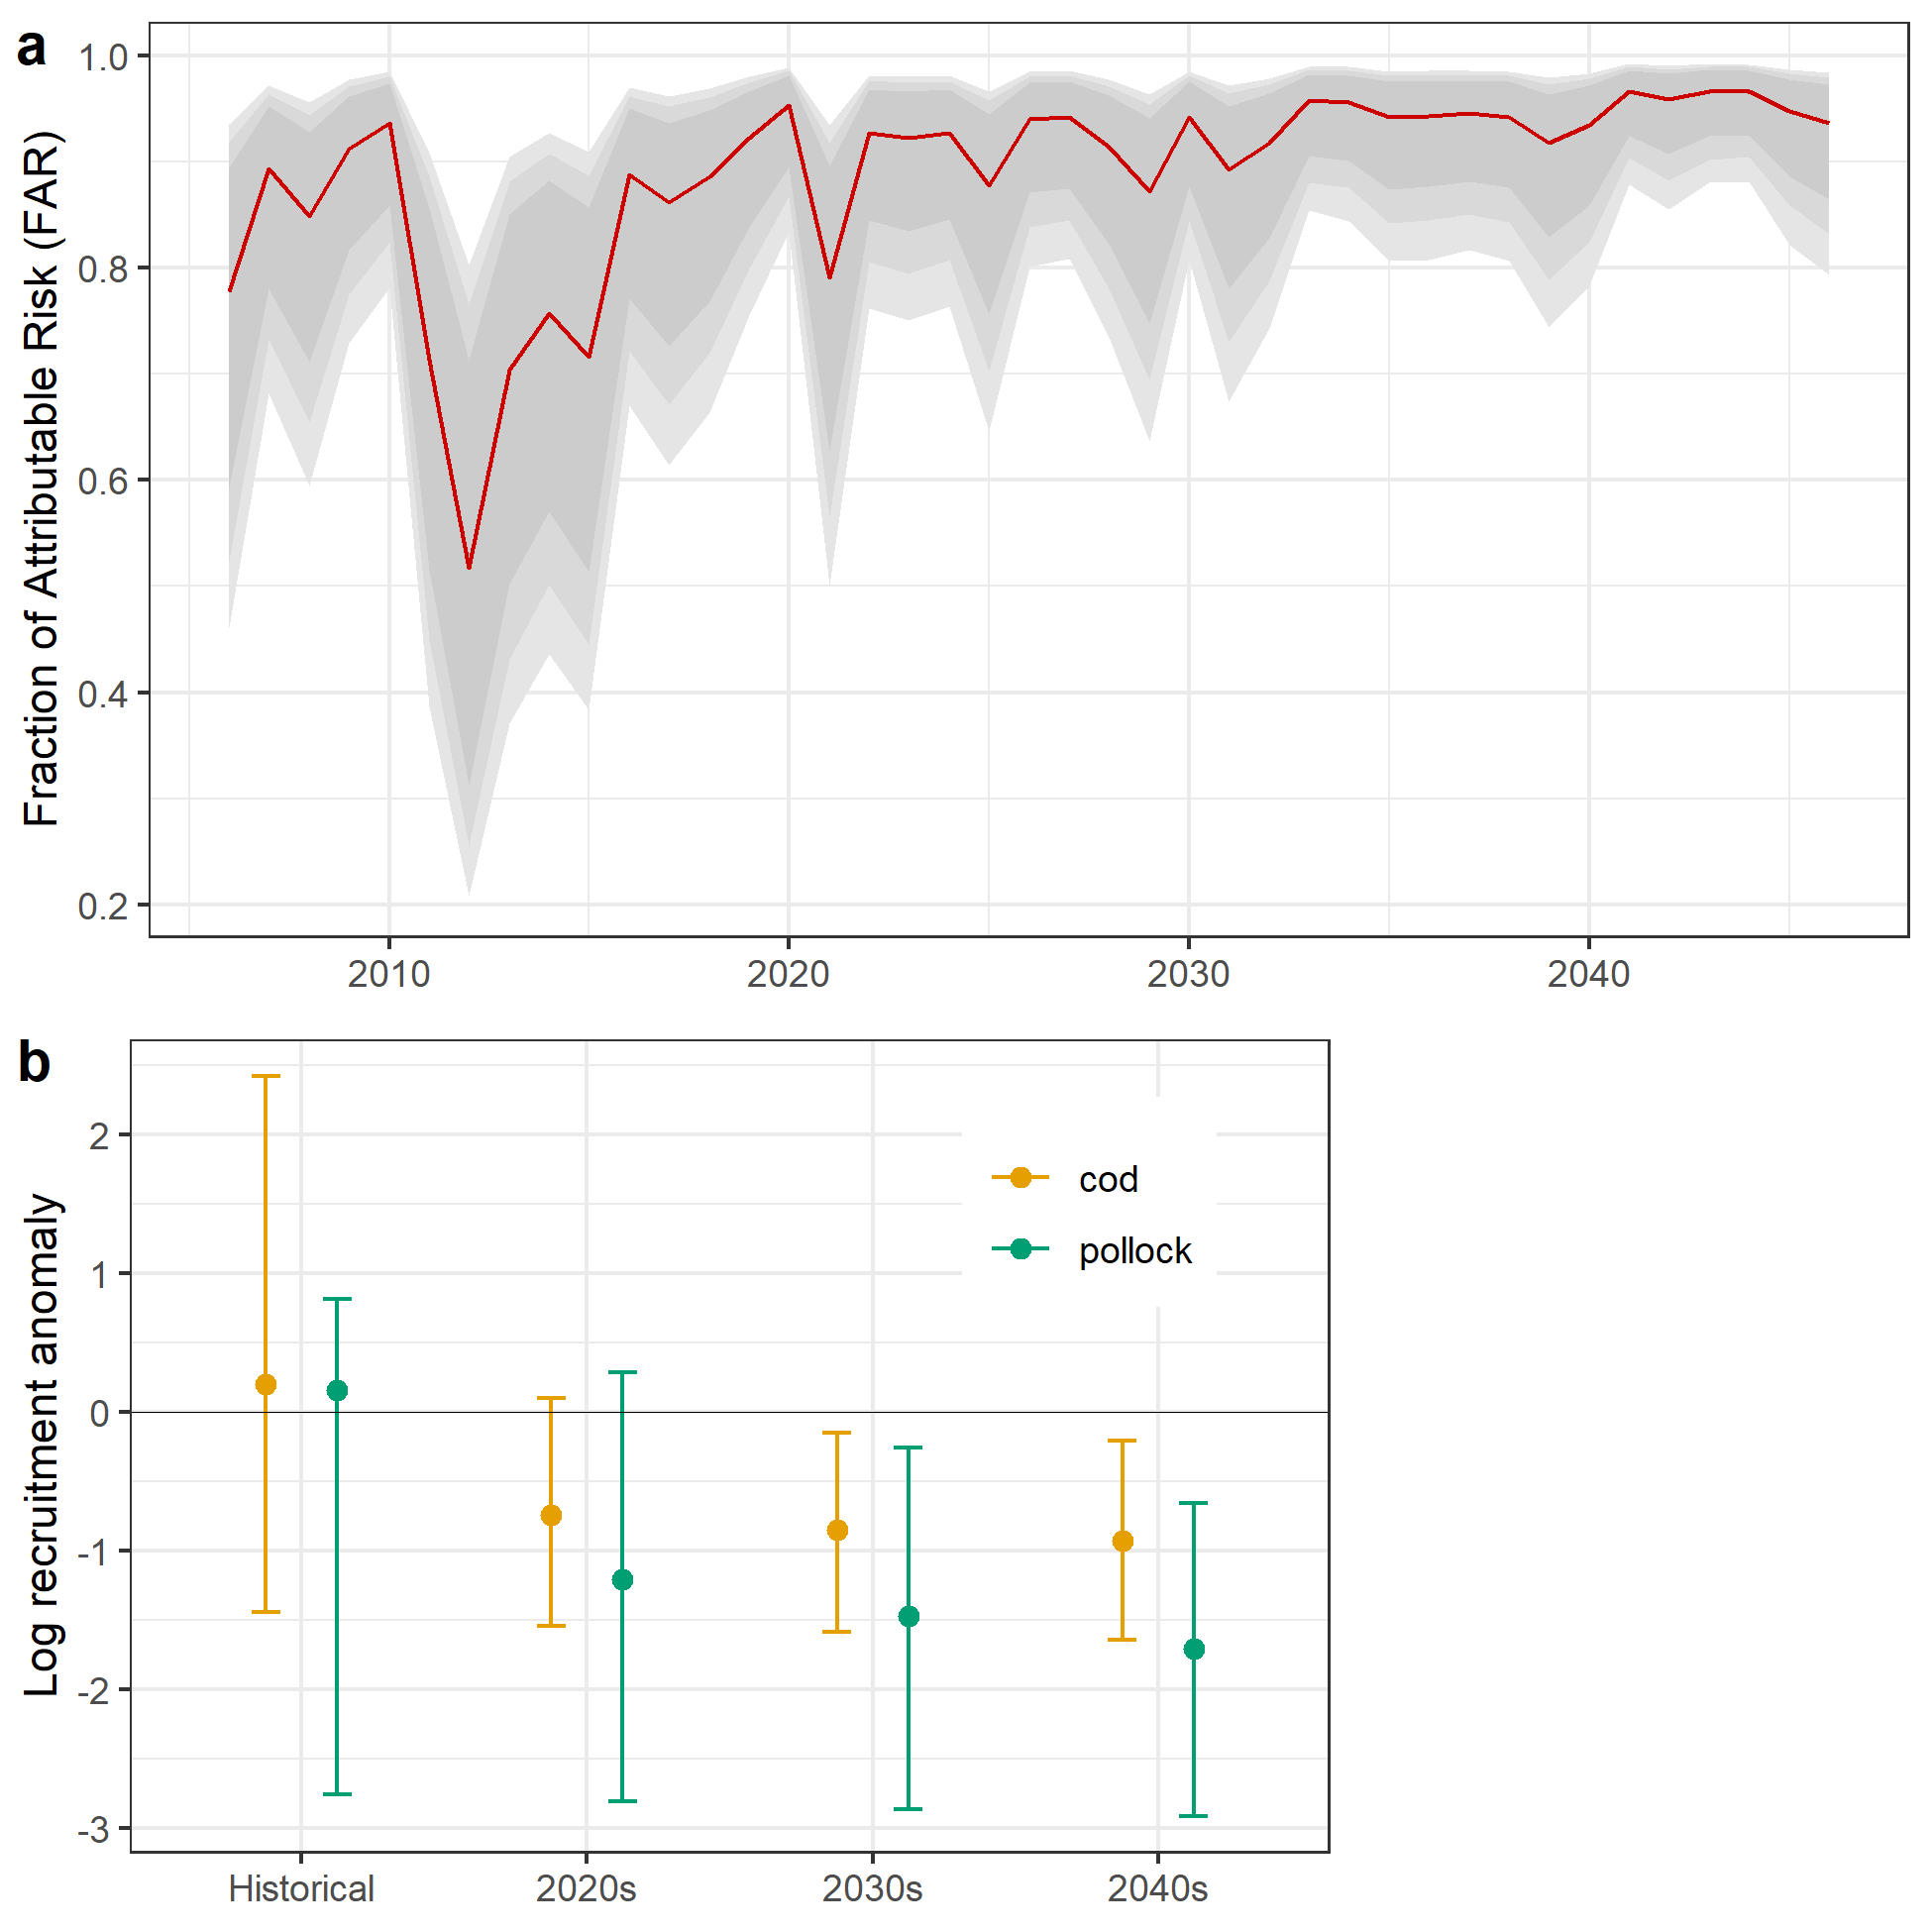 a
Fraction of Attributable Risk (FAR)
1.0
0.8
0.6
0.4
0.2
2010
2020
2030
2040
b
Log recruitment anomaly
2
1
0
-1
-2
-3
cod
pollock
Historical
2020s
2030s
2040s